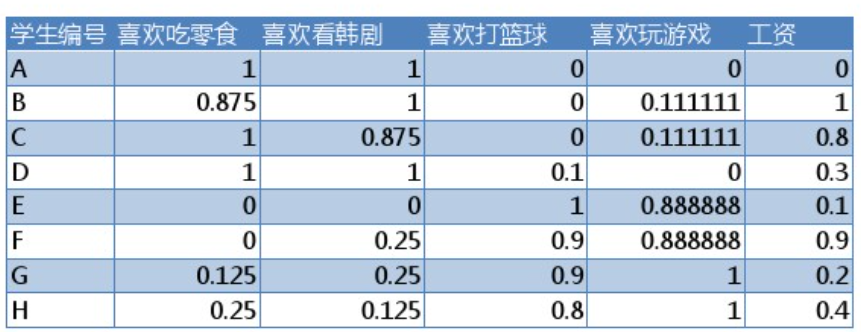 学生编号 喜欢吃零食 喜欢看韩剧 喜欢打篮球 喜欢玩游戏 工资
A 1 1 0 0 0
B 0.875 1 0 0.111111 1
C 1 0.875 0 0.111111 0.8
D 1 1 0.1 0 0.3
E 0 0 1 0.888888 0.1
F 0 0.25 0.9 0.888888 0.9
G 0.125 0.25 0.9 1 0.2
H 0.25 0.125 0.8 1 0.4